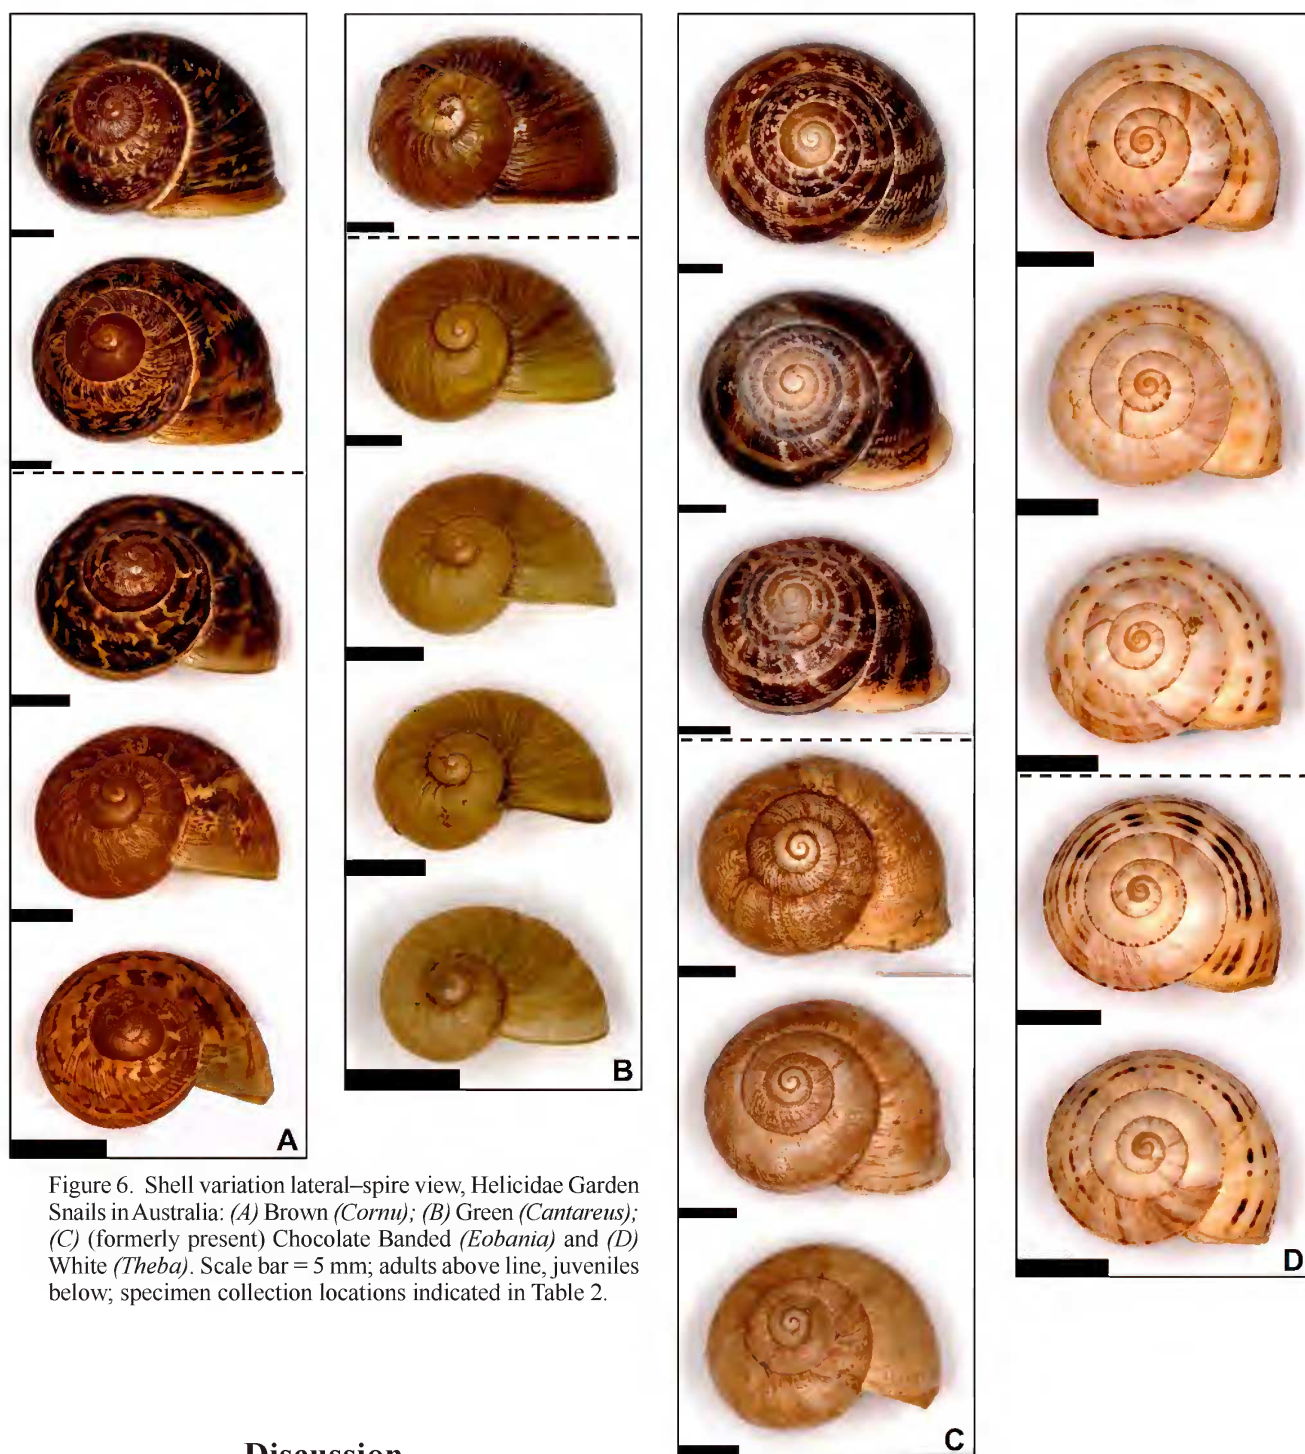 A
B
C
D
Figure 6. Shell variation lateral–spire view, Helicidae Garden
Snails in Australia: (A) Brown (Cornu); (B) Green (Cantareus);
(C) (formerly present) Chocolate Banded (Eobania) and (D)
White (Theba). Scale bar = 5 mm; adults above line, juveniles
below; specimen collection locations indicated in Table 2.
Discussion